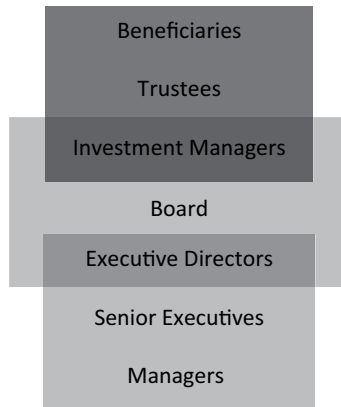 Beneficiaries
Trustees
Investment Managers
Board
Executive Directors
Senior Executives
Managers